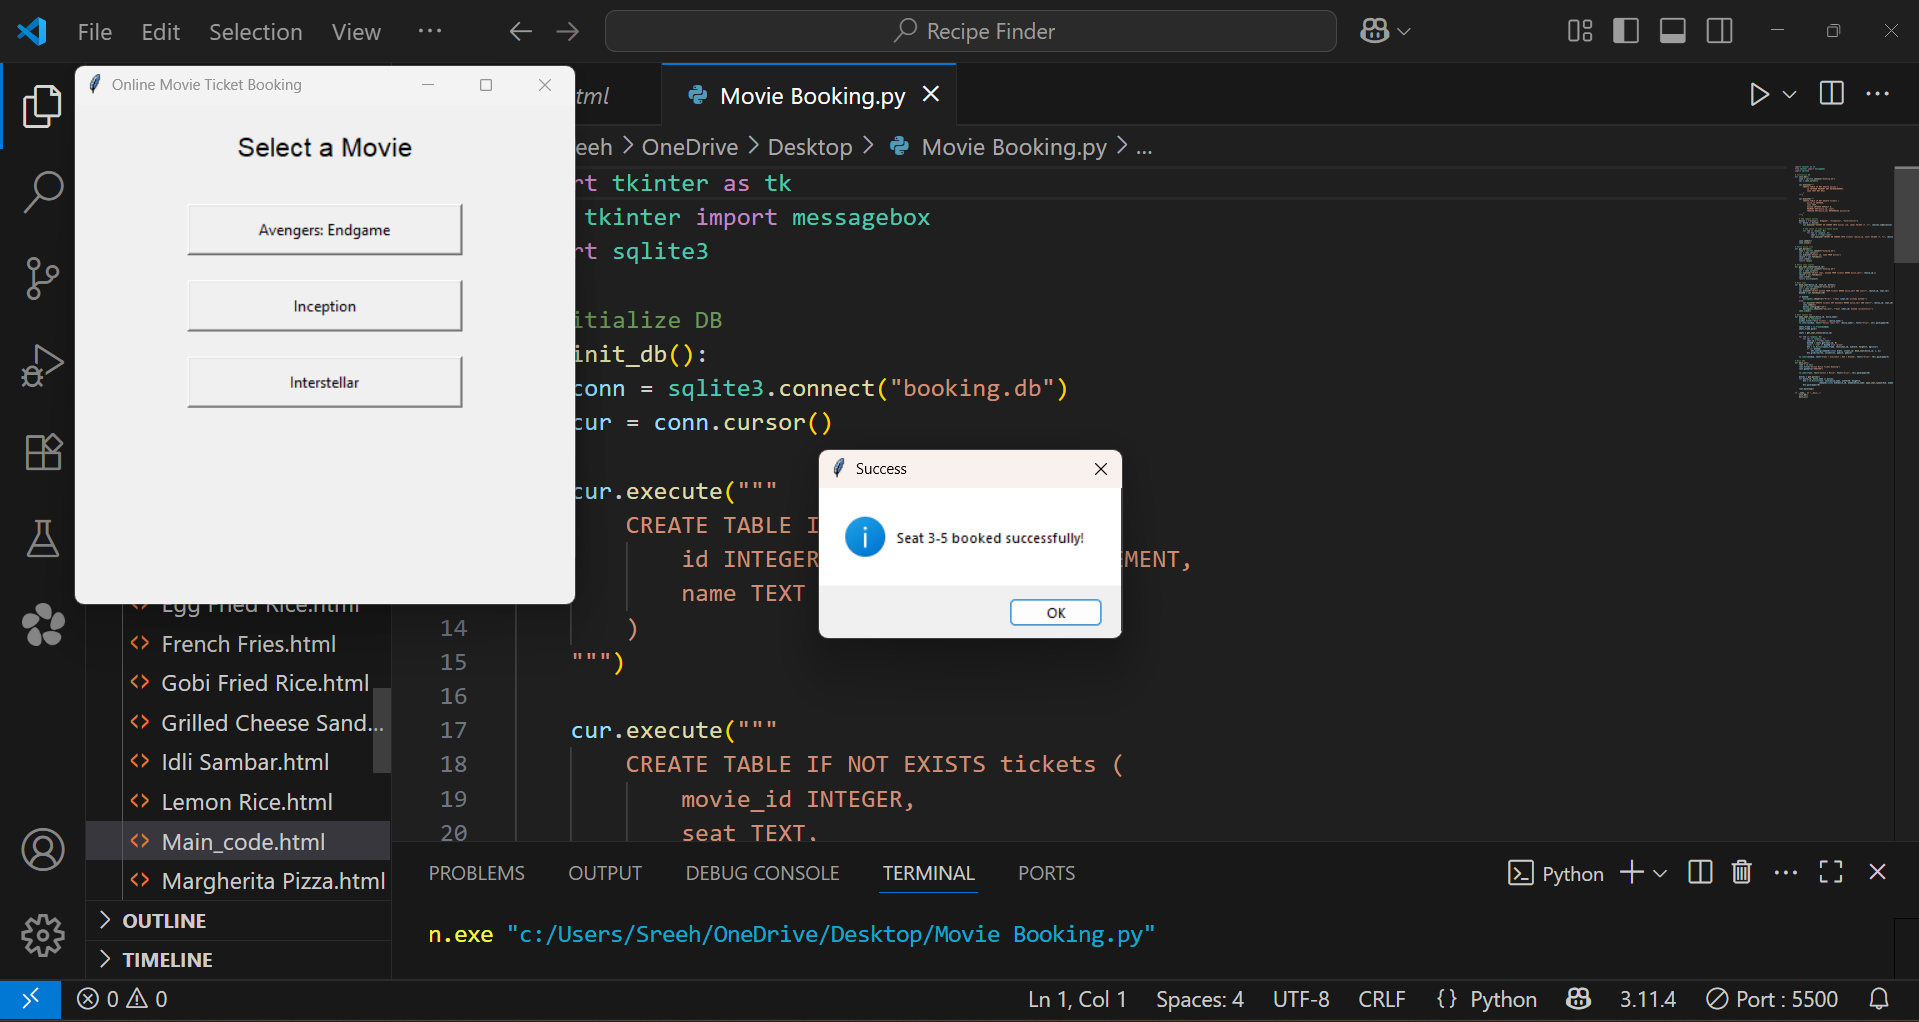 File Edit Selection View ...
Recipe Finder
Online Movie Ticket Booking
Select a Movie
Avengers: Endgame
Inception
Interstellar
tml
Movie Booking.py
eeh > OneDrive > Desktop > Movie Booking.py > ...
rt tkinter as tk
tkinter import messagebox
rt sqlite3
itialize DB
init_db():
conn = sqlite3.connect("booking.db")
cur = conn.cursor()
cur.execute("""
CREATE TABLE I
id INTEGER MENT,
name TEXT
14 )
15 """)
16
17 cur.execute("""
18 CREATE TABLE IF NOT EXISTS tickets (
19 movie_id INTEGER,
20 seat TEXT,
Success
Seat 3-5 booked successfully!
OK
Egg Fried Rice.html
French Fries.html
Gobi Fried Rice.html
Grilled Cheese Sand...
Idli Sambar.html
Lemon Rice.html
Main_code.html
Margherita Pizza.html
OUTLINE
TIMELINE
PROBLEMS OUTPUT DEBUG CONSOLE TERMINAL PORTS
Python
n.exe "c:/Users/Sreeh/OneDrive/Desktop/Movie Booking.py"
0 0
Ln 1, Col 1 Spaces: 4 UTF-8 CRLF {} Python 3.11.4 Port : 5500